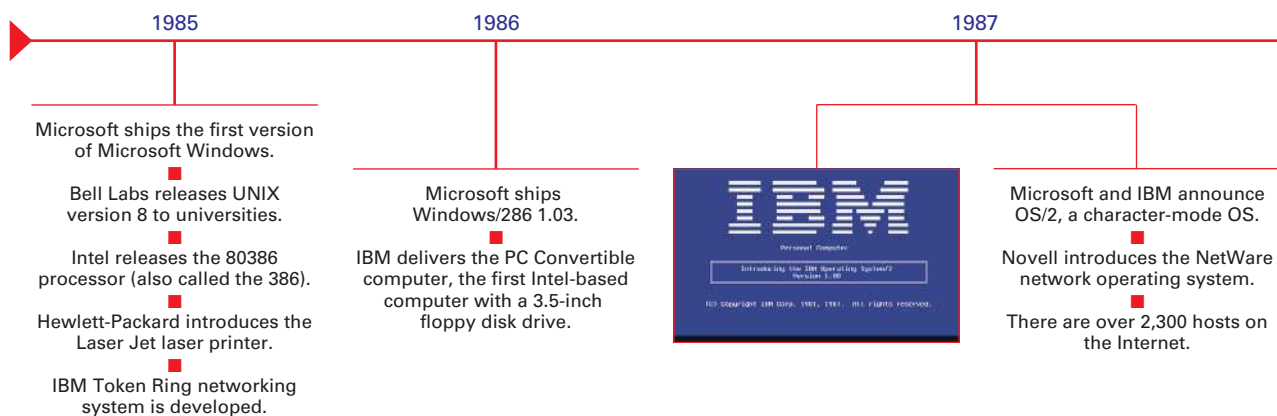 1985
1986
1987
Microsoft ships the first version
of Microsoft Windows.
Bell Labs releases UNIX
version 8 to universities.
Intel releases the 80386
processor (also called the 386).
Hewlett-Packard introduces the
Laser Jet laser printer.
IBM Token Ring networking
system is developed.
Microsoft ships
Windows/286 1.03.
IBM delivers the PC Convertible
computer, the first Intel-based
computer with a 3.5-inch
floppy disk drive.
IBM
Personal Computer
Introducing the IBM Operating System/2
Version 1.00
(C) Copyright IBM Corp. 1981, 1987. All rights reserved.
Microsoft and IBM announce
OS/2, a character-mode OS.
Novell introduces the NetWare
network operating system.
There are over 2,300 hosts on
the Internet.